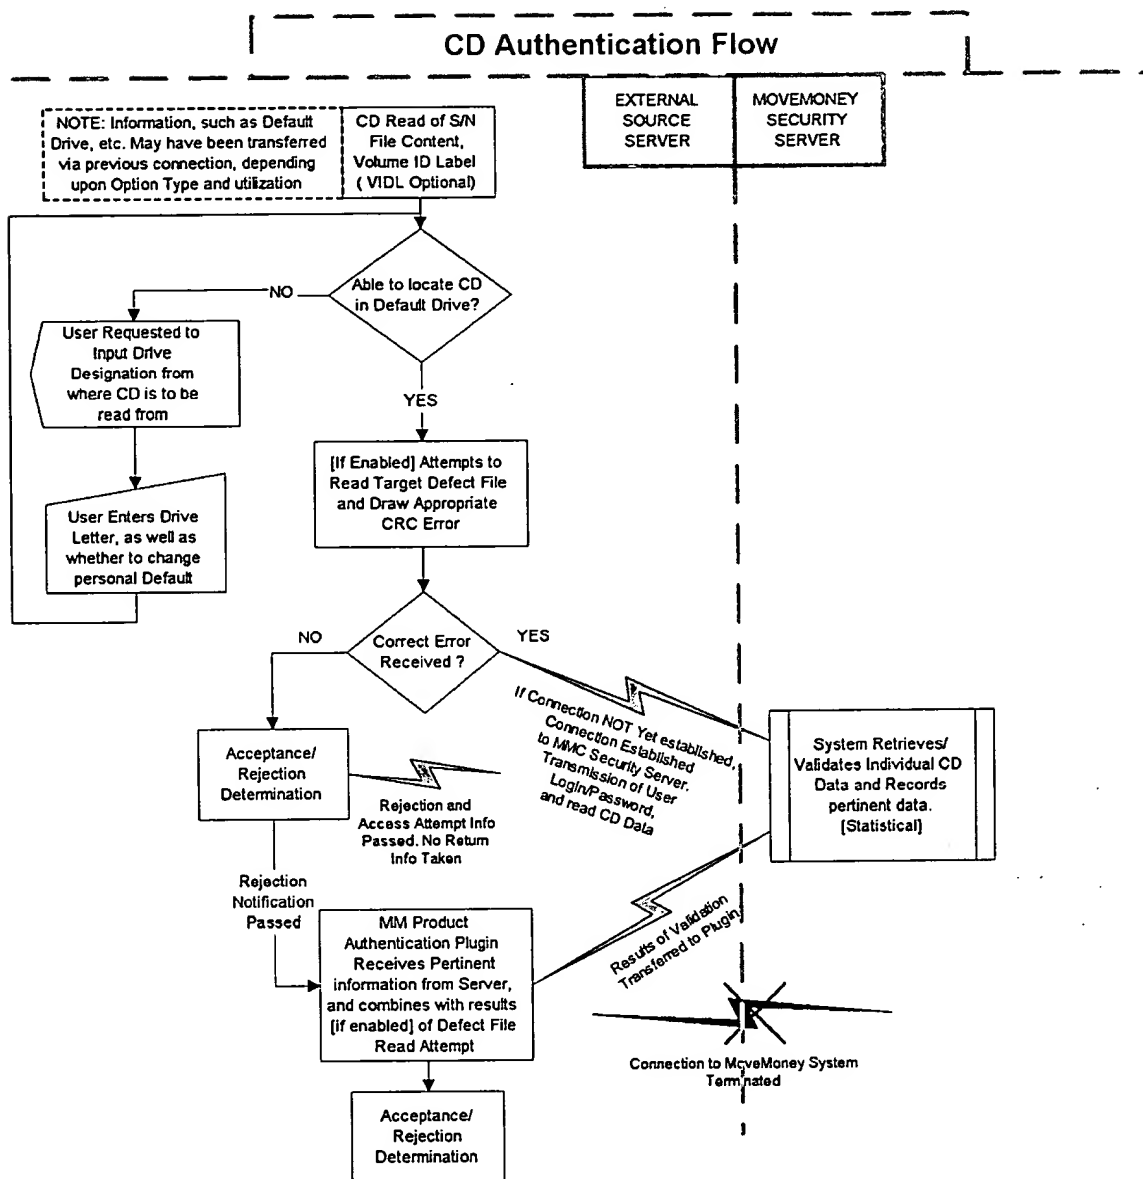 CD Authentication Flow
EXTERNAL
SOURCE
SERVER
MOVEMONEY
SECURITY
SERVER
NOTE: Information, such as Default
Drive, etc. May have been transferred
via previous connection, depending
upon Option Type and utilization
CD Read of S/N
File Content,
Volume ID Label
( VIDL Optional)
Able to locate CD
in Default Drive?
NO
User Requested to
Input Drive
Designation from
where CD is to be
read from
YES
[If Enabled] Attempts to
Read Target Defect File
and Draw Appropriate
CRC Error
User Enters Drive
Letter, as well as
whether to change
personal Default
NO
Correct Error
Received ?
YES
If Connection NOT Yet established,
Connection Established
to MMC Security Server.
Transmission of User
Login/Password,
and read CD Data
System Retrieves/
Validates Individual CD
Data and Records
pertinent data.
[Statistical]
Acceptance/
Rejection
Determination
Rejection and
Access Attempt Info
Passed. No Return
Info Taken
Rejection
Notification
Passed
MM Product
Authentication Plugin
Receives Pertinent
information from Server,
and combines with results
[if enabled] of Defect File
Read Attempt
Results of Validation
Transferred to Plugin
Connection to MoveMoney System
Terminated
Acceptance/
Rejection
Determination